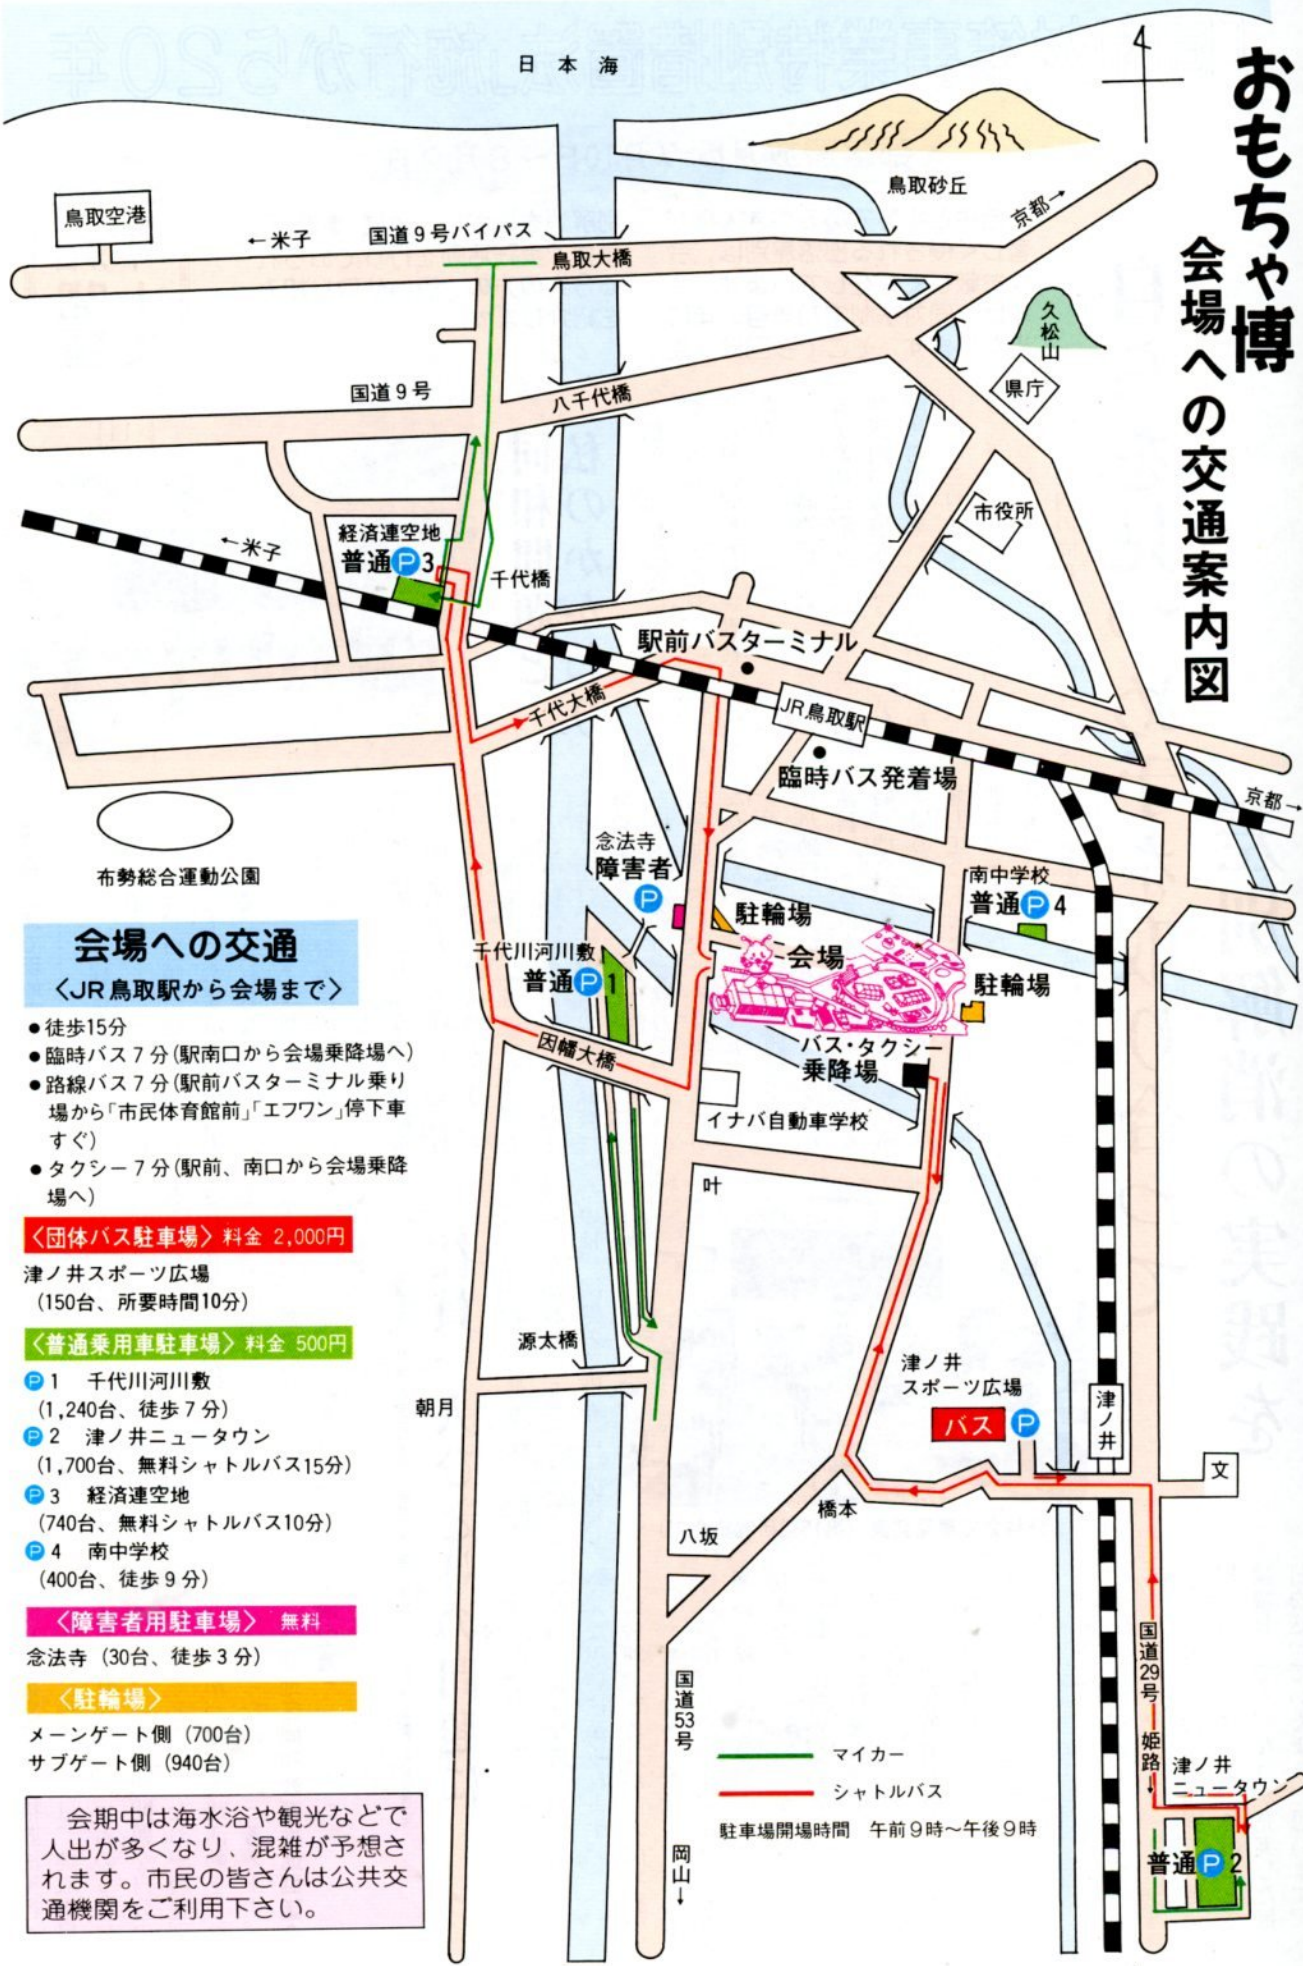 おもちゃ博
会場への交通案内図
日本海
鳥取砂丘
鳥取空港
←米子
国道9号バイパス
鳥取大橋
京都→
久松山
県庁
国道9号
八千代橋
市役所
←米子
経済連空地
普通P3
千代橋
駅前バスターミナル
千代大橋
JR鳥取駅
臨時バス発着場
京都→
布勢総合運動公園
念法寺
障害者
P
駐輪場
南中学校
普通P4
千代川河川敷
普通P1
会場
駐輪場
因幡大橋
バス・タクシー
乗降場
イナバ自動車学校
叶
源太橋
朝月
津ノ井
スポーツ広場
バス P
津ノ井
文
橋本
八坂
国道29号
姫路↓
国道53号
岡山↓
津ノ井
ニュータウン
普通P2
マイカー
シャトルバス
駐車場開場時間 午前9時〜午後9時
会場への交通
〈JR鳥取駅から会場まで〉
●徒歩15分
●臨時バス7分(駅南口から会場乗降場へ)
●路線バス7分(駅前バスターミナル乗り
場から「市民体育館前」「エフワン」停下車
すぐ)
●タクシー7分(駅前、南口から会場乗降
場へ)
〈団体バス駐車場〉料金 2,000円
津ノ井スポーツ広場
(150台、所要時間10分)
〈普通乗用車駐車場〉料金 500円
P1 千代川河川敷
(1,240台、徒歩7分)
P2 津ノ井ニュータウン
(1,700台、無料シャトルバス15分)
P3 経済連空地
(740台、無料シャトルバス10分)
P4 南中学校
(400台、徒歩9分)
〈障害者用駐車場〉 無料
念法寺 (30台、徒歩3分)
〈駐輪場〉
メーンゲート側 (700台)
サブゲート側 (940台)
会期中は海水浴や観光などで
人出が多くなり、混雑が予想さ
れます。市民の皆さんは公共交
通機関をご利用下さい。